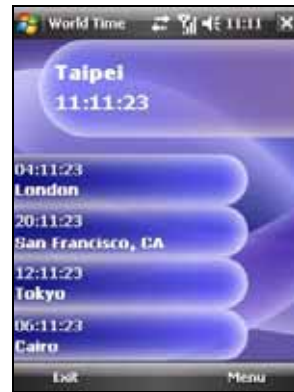 World Time 11:11
Taipei
11:11:23
04:11:23
London
20:11:23
San Francisco, CA
12:11:23
Tokyo
06:11:23
Cairo
Exit Menu